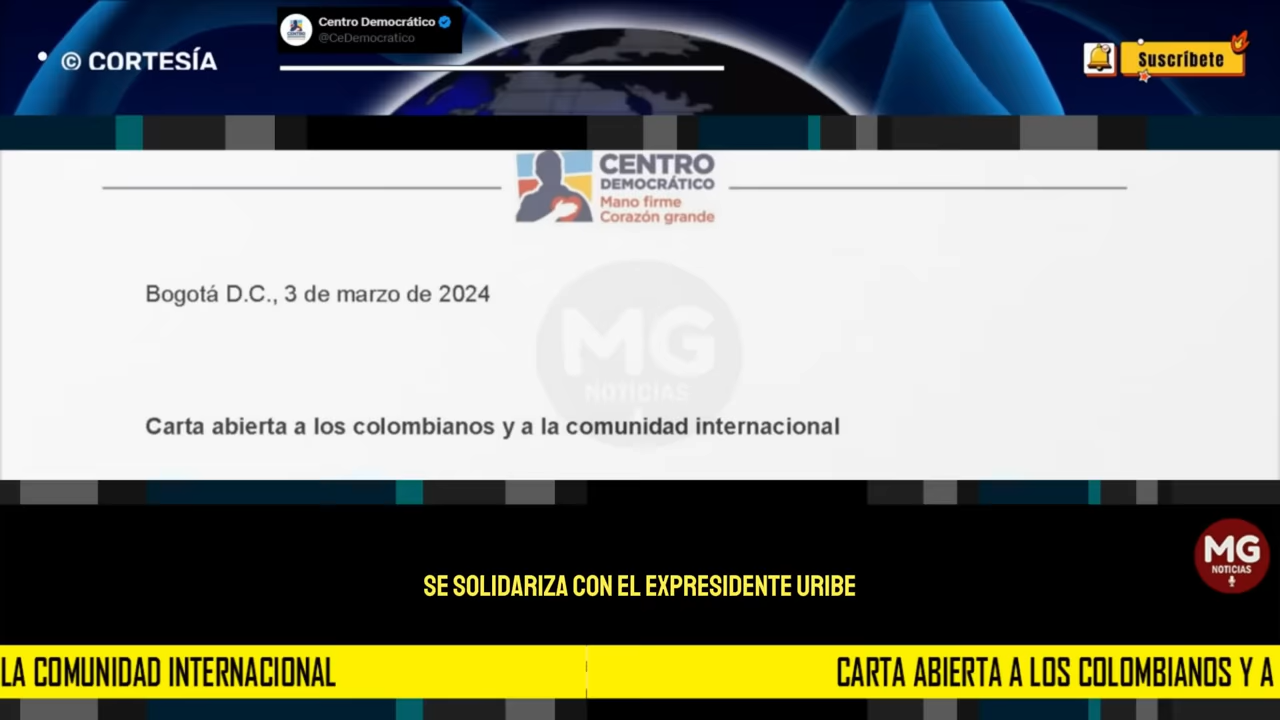 Centro Democrático
@CeDemocratico
© CORTESÍA
Suscríbete
CENTRO
DEMOCRÁTICO
Mano firme
Corazón grande
Bogotá D.C., 3 de marzo de 2024
MG
NOTICIAS
Carta abierta a los colombianos y a la comunidad internacional
MG
NOTICIAS
SE SOLIDARIZA CON EL EXPRESIDENTE URIBE
LA COMUNIDAD INTERNACIONAL
CARTA ABIERTA A LOS COLOMBIANOS Y A